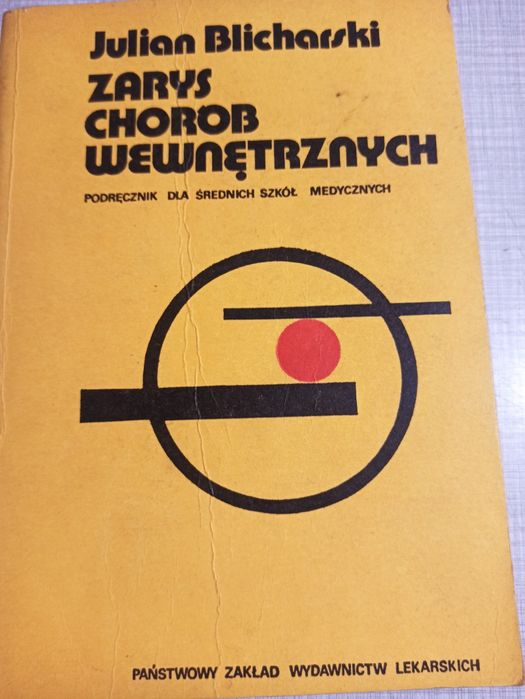 Julian Blicharski
ZARYS
CHORÓB
WEWNĘTRZNYCH
PODRĘCZNIK DLA ŚREDNICH SZKÓŁ MEDYCZNYCH
PAŃSTWOWY ZAKŁAD WYDAWNICTW LEKARSKICH